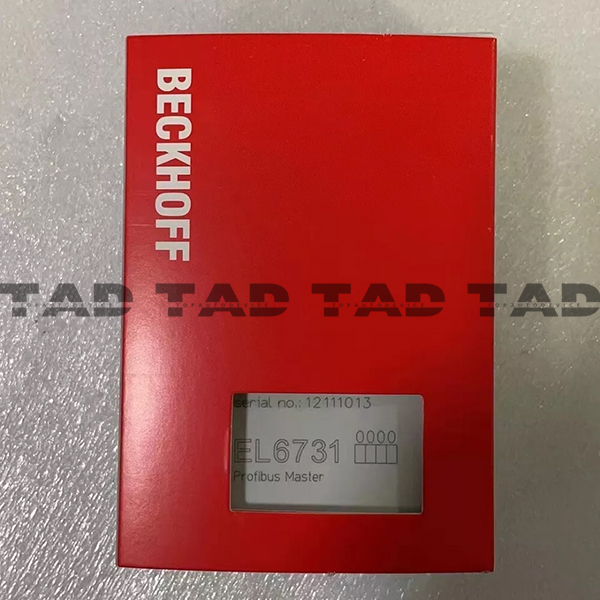 BECKHOFF
TAD TAD TAD TAD
serial no.: 12111013
EL6731 0000
Profibus Master